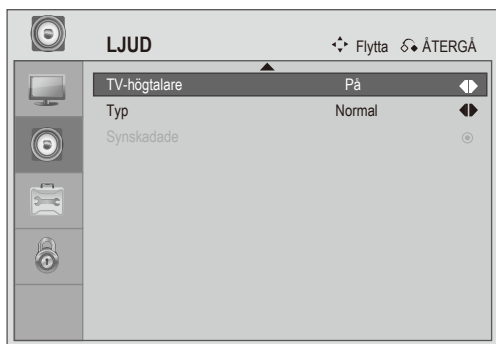 LJUD Flytta ÅTERGÅ
TV-högtalare På
Typ Normal
Synskadade